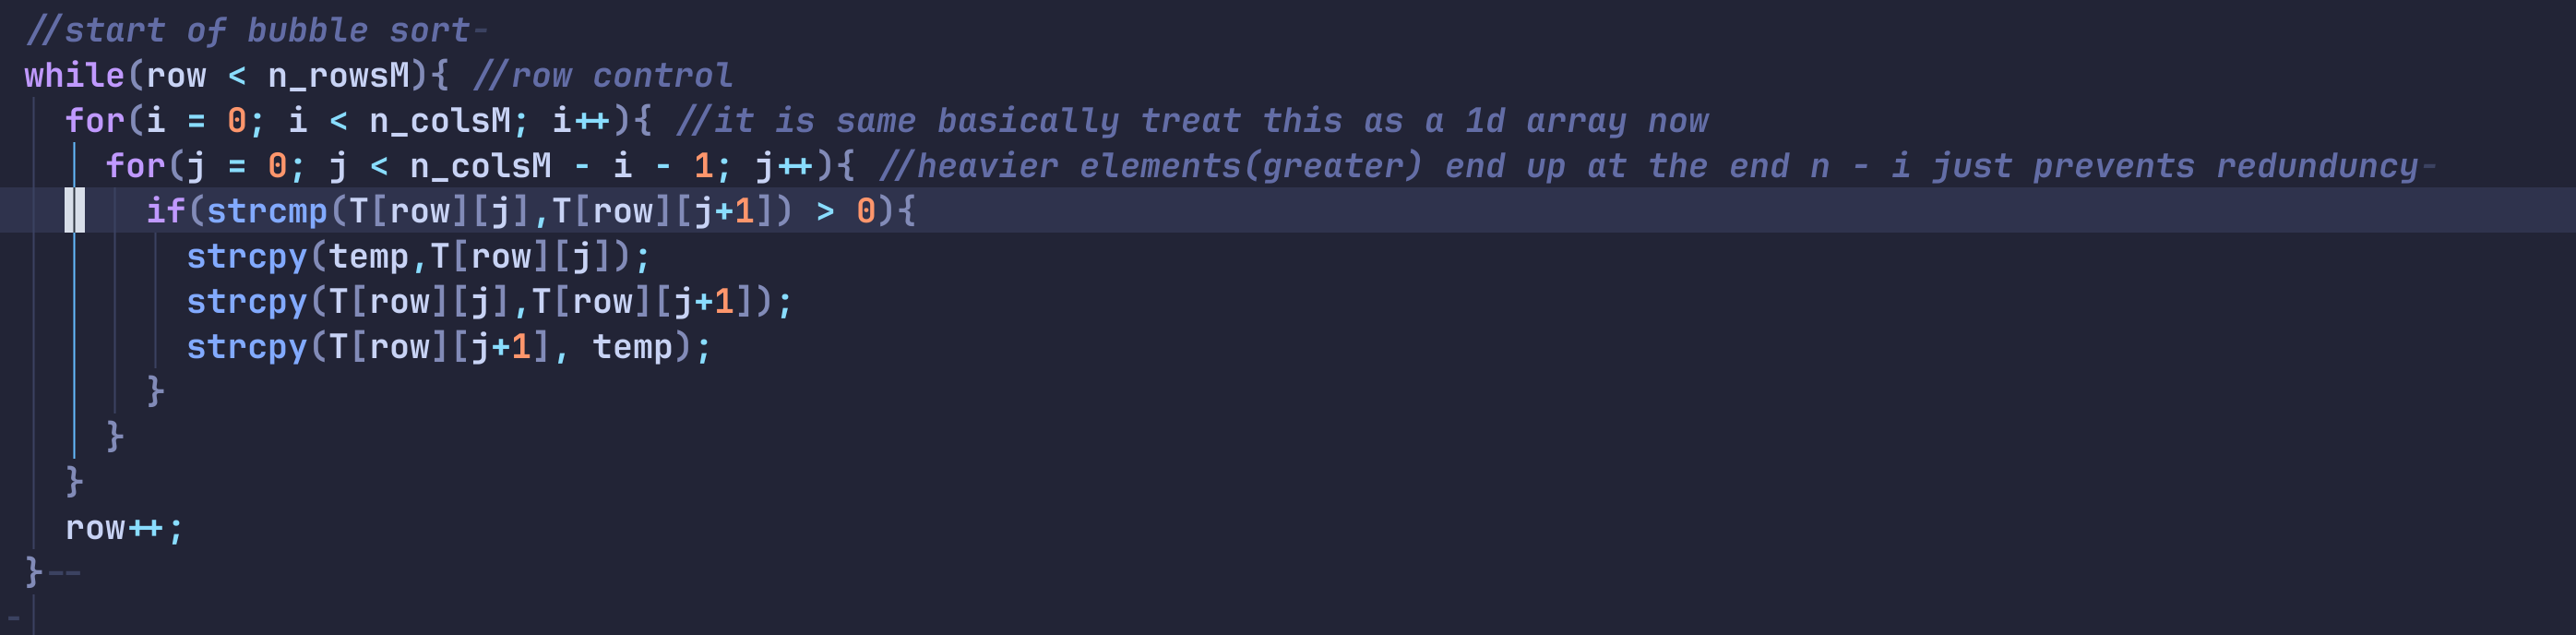 //start of bubble sort-
while(row < n_rowsM){ //row control
for(i = 0; i < n_colsM; i++){ //it is same basically treat this as a 1d array now
for(j = 0; j < n_colsM - i - 1; j++){ //heavier elements(greater) end up at the end n - i just prevents redunduncy-
if(strcmp(T[row][j],T[row][j+1]) > 0){
strcpy(temp,T[row][j]);
strcpy(T[row][j],T[row][j+1]);
strcpy(T[row][j+1], temp);
}
}
}
row++;
}--
-